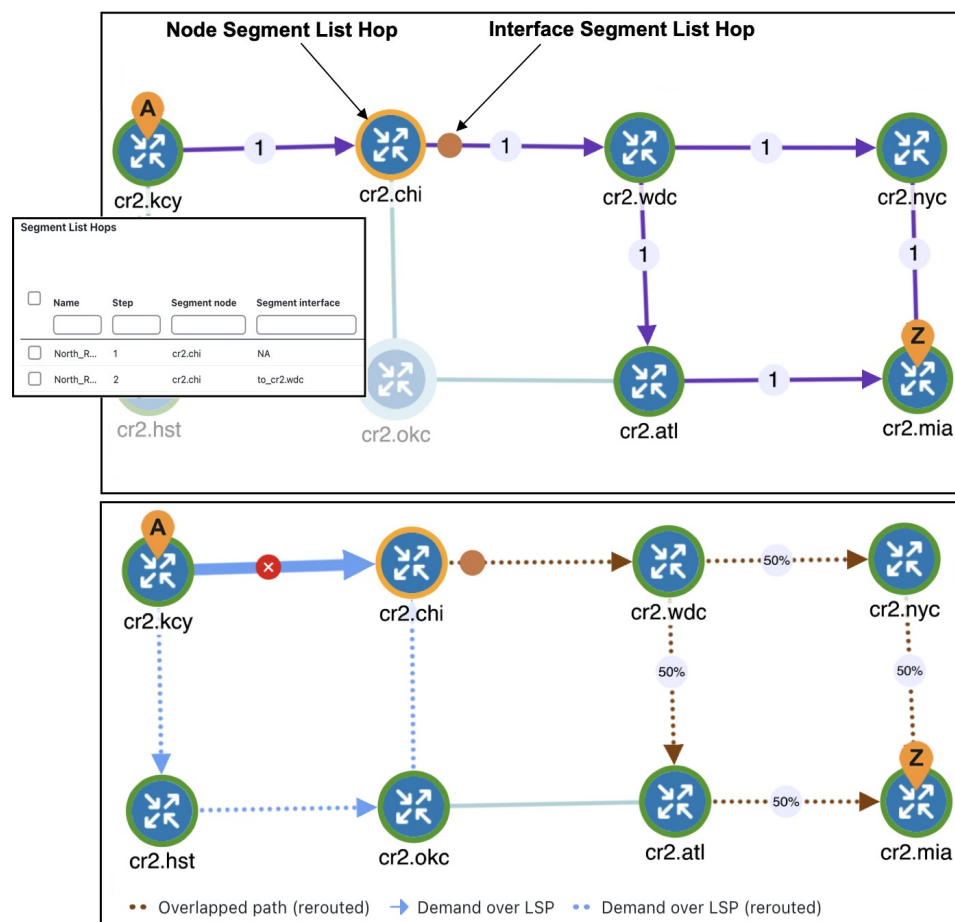 Node Segment List Hop
Interface Segment List Hop
A
1
1
1
cr2.kcy
cr2.chi
cr2.wdc
cr2.nyc
Segment List Hops
1
1
Name Step Segment node Segment interface
North_R... 1 cr2.chi NA
North_R... 2 cr2.chi to_cr2.wdc
Z
1
cr2.hst
cr2.okc
cr2.atl
cr2.mia
A
50%
cr2.kcy
cr2.chi
cr2.wdc
cr2.nyc
50%
50%
Z
50%
cr2.hst
cr2.okc
cr2.atl
cr2.mia
Overlapped path (rerouted)
Demand over LSP
Demand over LSP (rerouted)